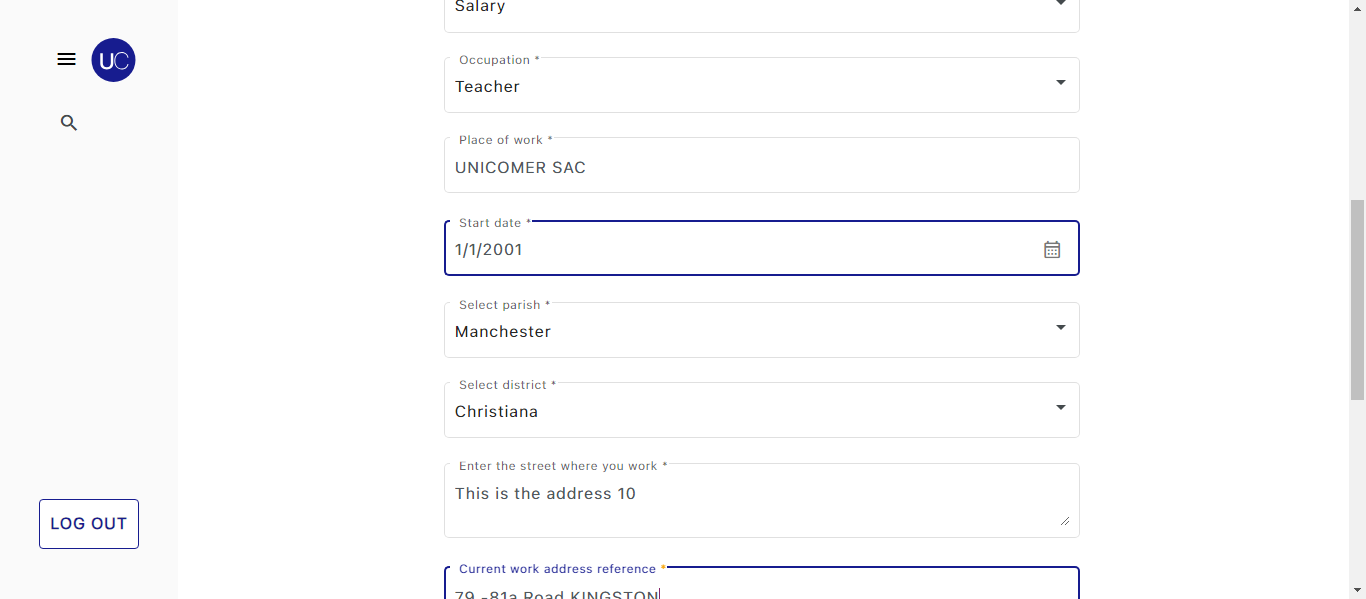 UC
LOG OUT
Salary
Occupation *
Teacher
Place of work *
UNICOMER SAC
Start date *
1/1/2001
Select parish *
Manchester
Select district *
Christiana
Enter the street where you work *
This is the address 10
Current work address reference *
79 -81a Road KINGSTON